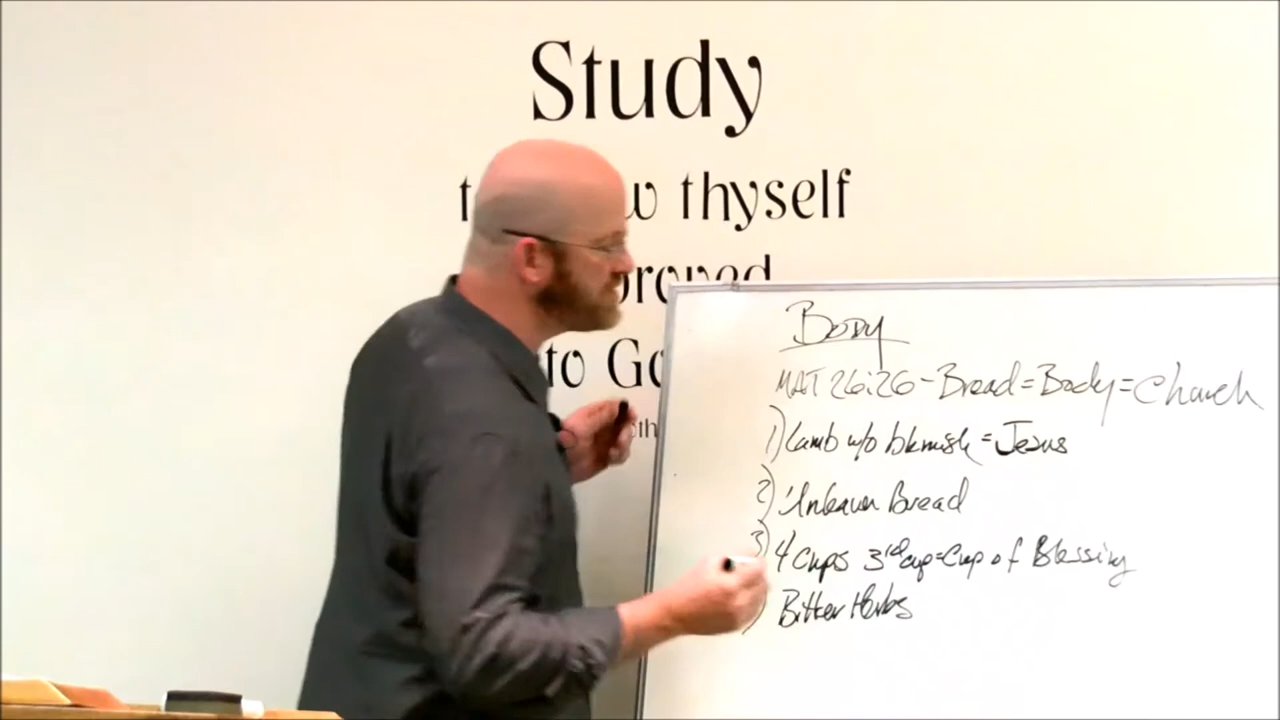 Study
thyself
to
Body
MAT 26:26 - Bread = Body = Church
1) Lamb w/o blemish = Jesus
2) Unleaven Bread
3) 4 cups 3rd cup = Cup of Blessing
Bitter Herbs